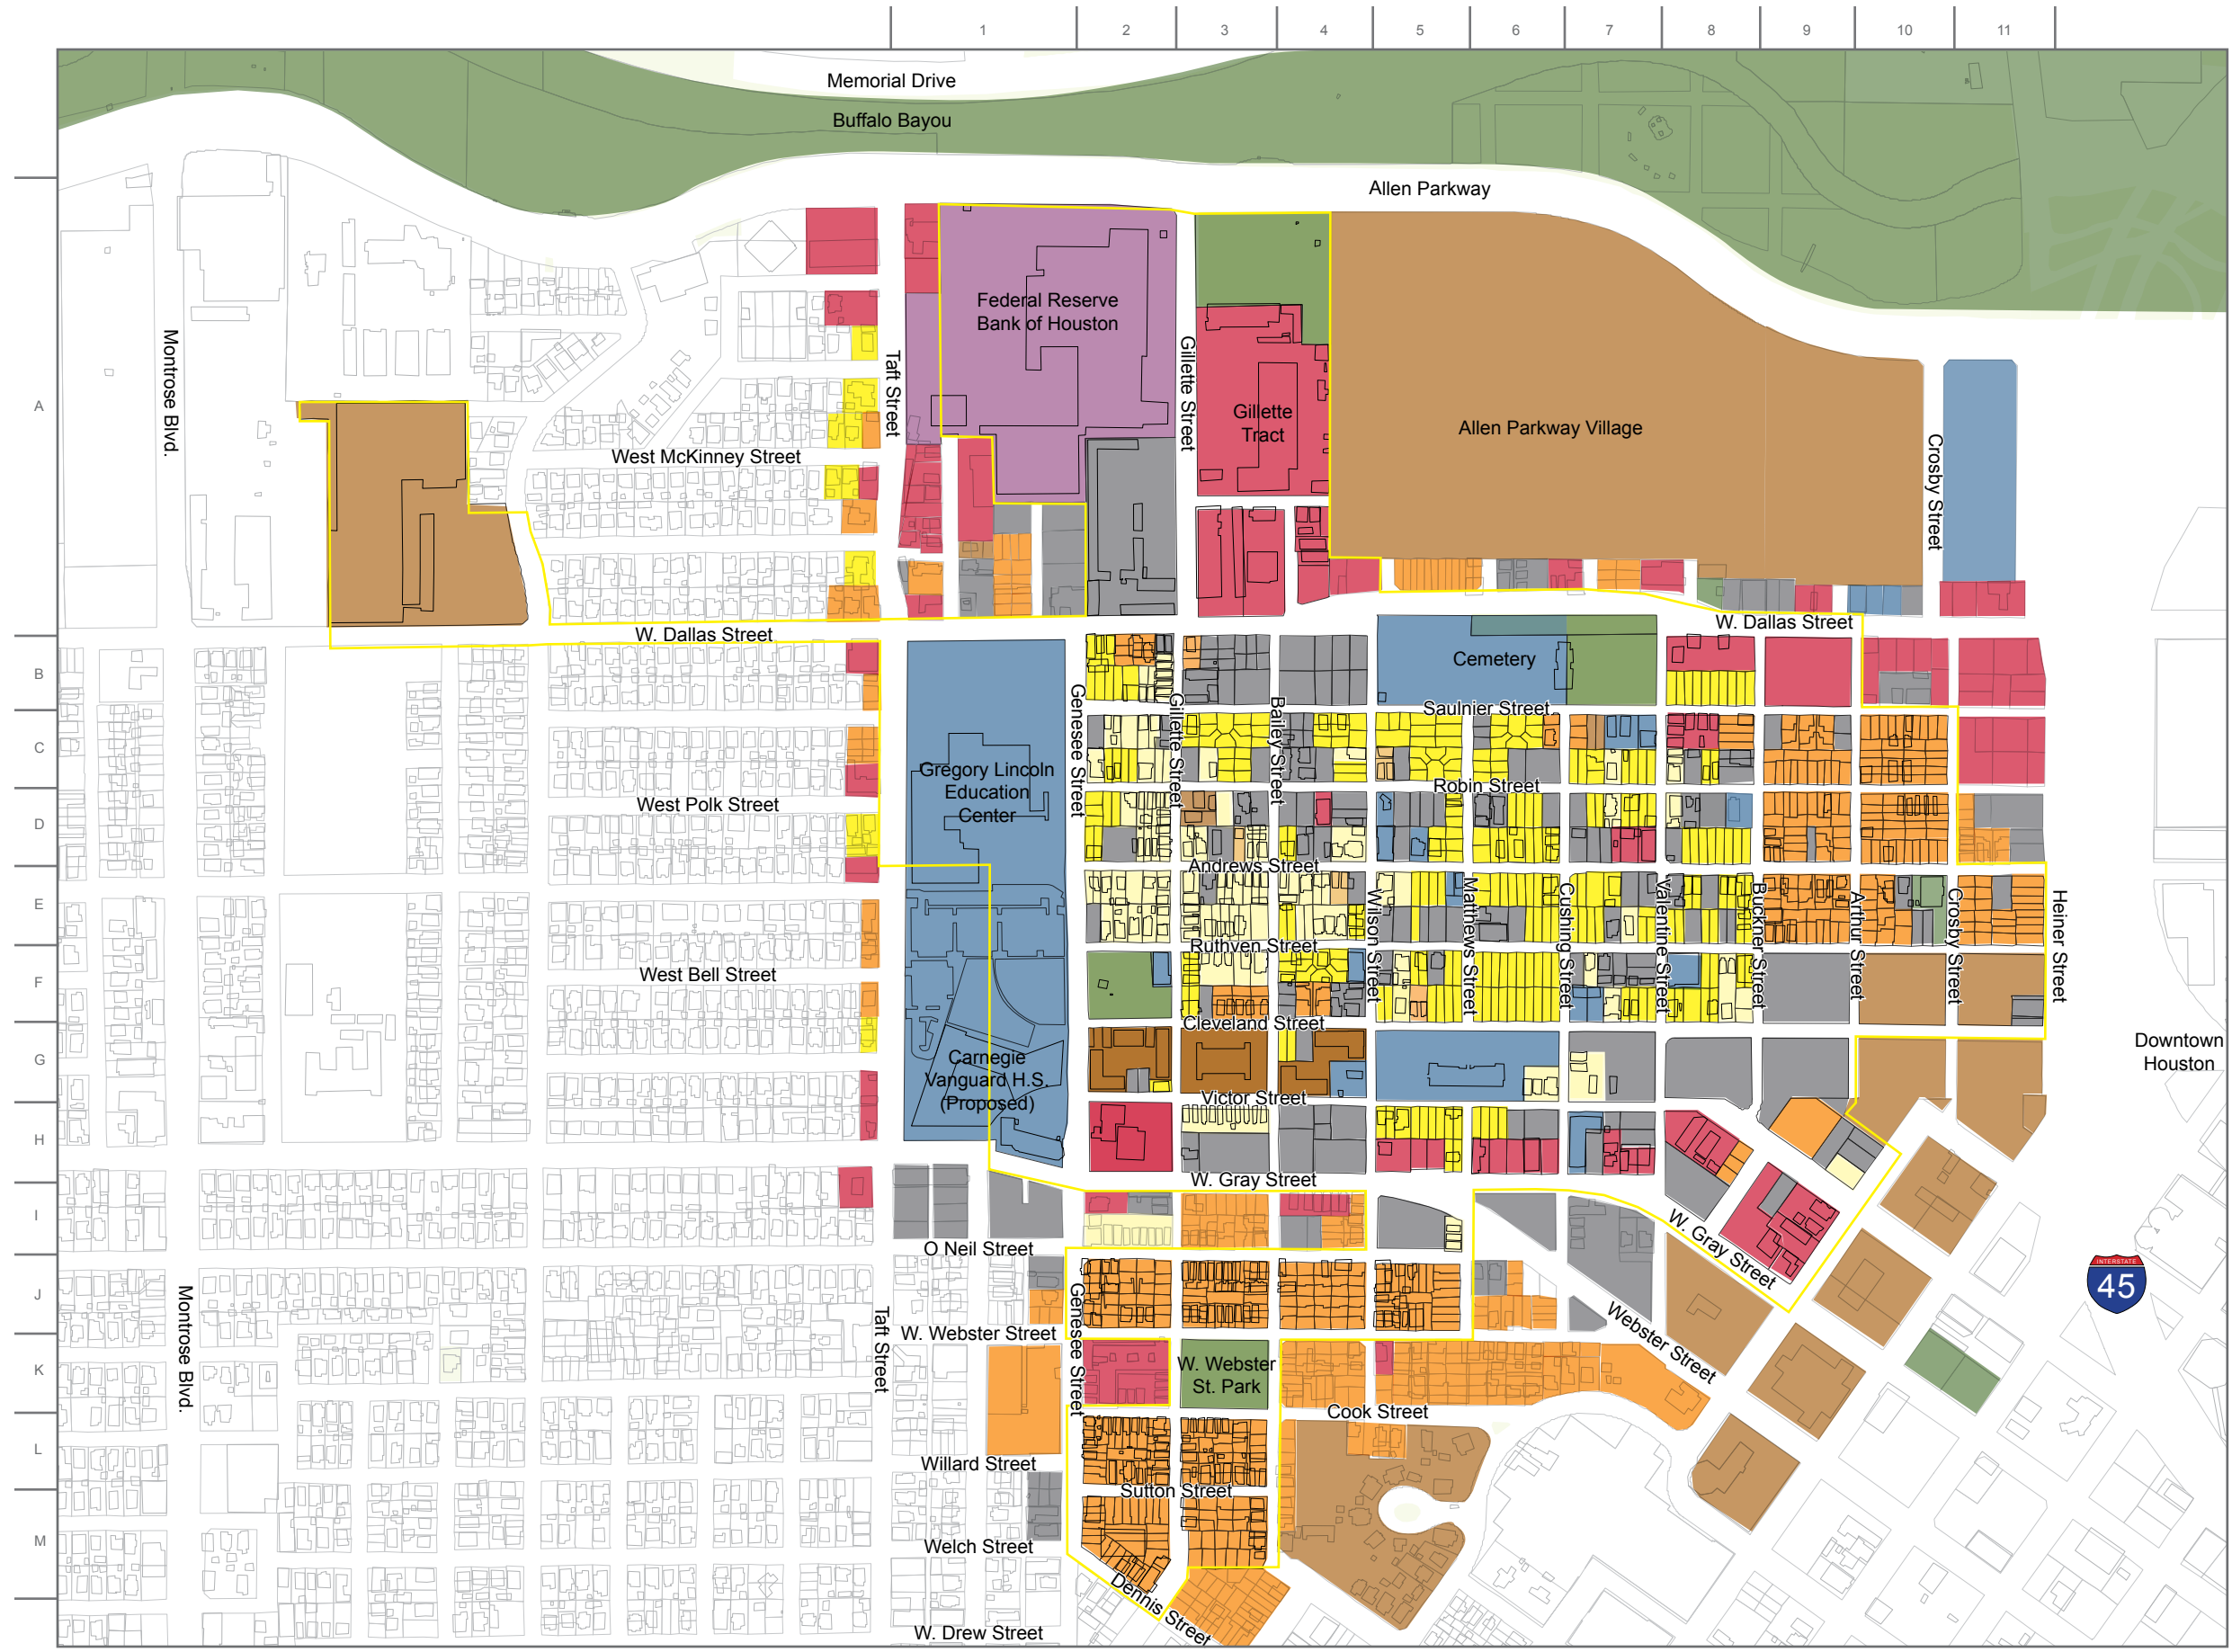 1 2 3 4 5 6 7 8 9 10 11
Memorial Drive
Buffalo Bayou
Allen Parkway
Federal Reserve
Bank of Houston
Montrose Blvd.
Taft Street
Gillette Street
A
Gillette
Tract
Allen Parkway Village
Crosby Street
West McKinney Street
W. Dallas Street
W. Dallas Street
B
Cemetery
Genesee Street
Gillette Street
Bailey Street
Saulnier Street
C
Gregory Lincoln
Education
Center
Robin Street
West Polk Street
D
Andrews Street
E
Wilson Street
Matthews Street
Cushing Street
Valentine Street
Buckner Street
Arthur Street
Crosby Street
Heiner Street
Ruthven Street
West Bell Street
F
Cleveland Street
G
Carnegie
Vanguard H.S.
(Proposed)
Downtown
Houston
Victor Street
H
W. Gray Street
I
W. Gray Street
O Neil Street
INTERSTATE
45
J
Montrose Blvd.
Taft Street
Genesee Street
W. Webster Street
Webster Street
K
W. Webster
St. Park
Cook Street
L
Willard Street
Sutton Street
M
Welch Street
Dennis Street
W. Drew Street